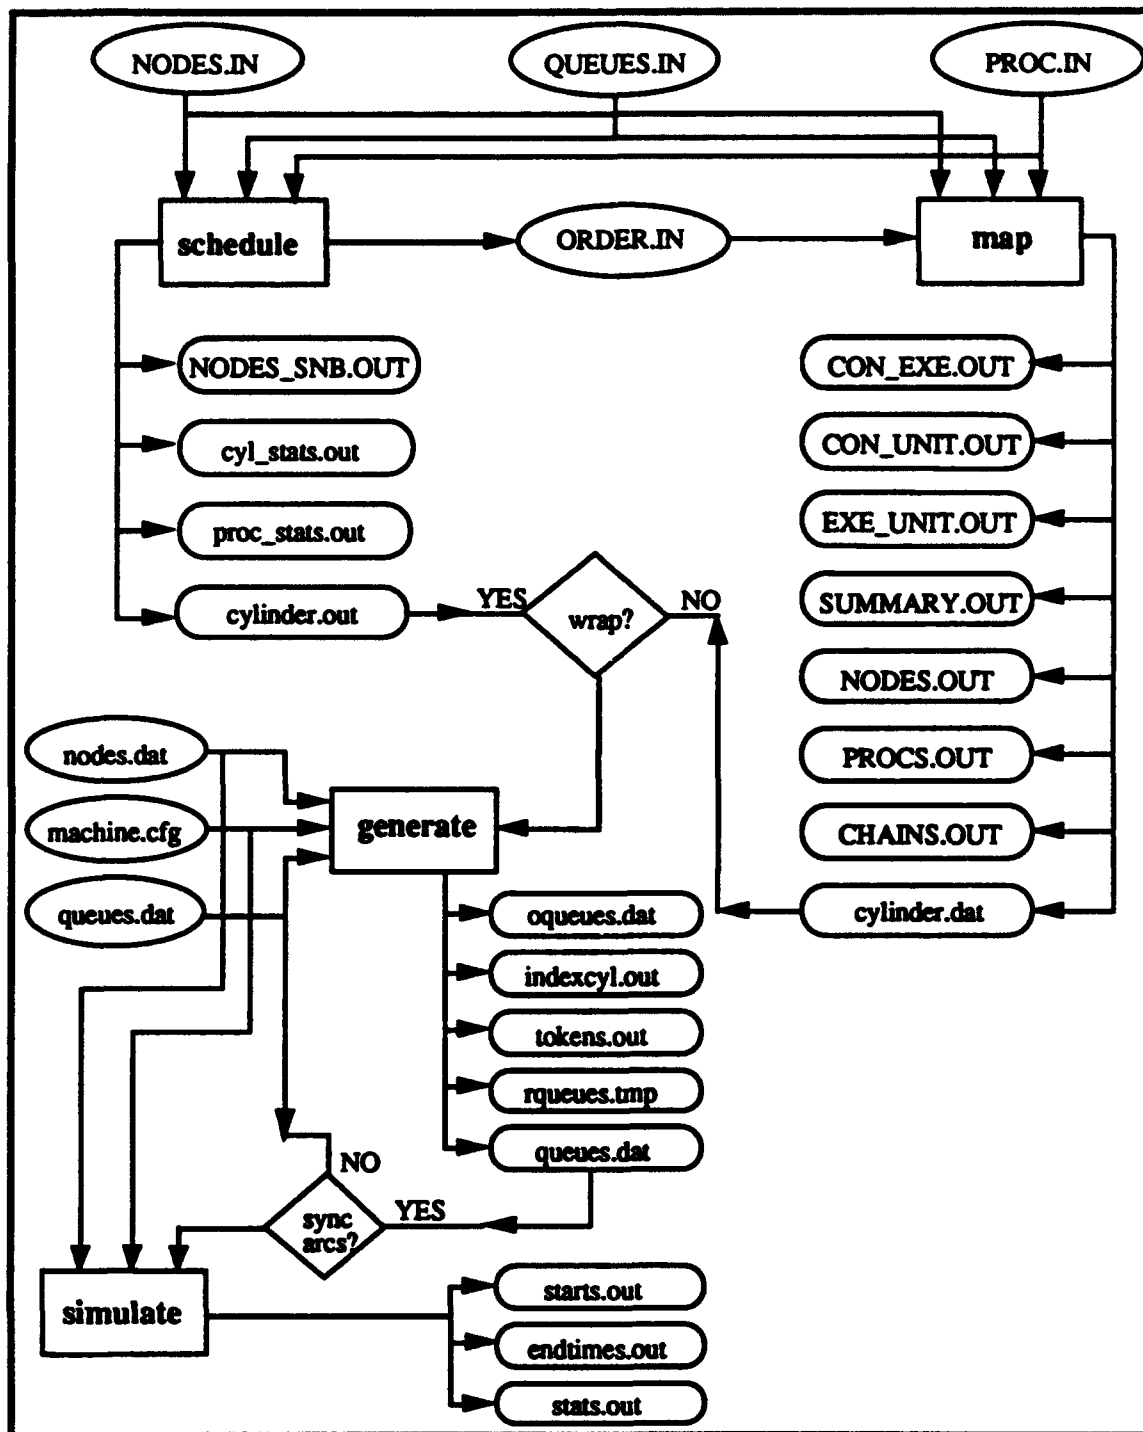 NODES.IN
QUEUES.IN
PROC.IN
schedule
ORDER.IN
map
NODES_SNB.OUT
cyl_stats.out
proc_stats.out
cylinder.out
YES
wrap?
NO
CON_EXE.OUT
CON_UNIT.OUT
EXE_UNIT.OUT
SUMMARY.OUT
NODES.OUT
PROCS.OUT
CHAINS.OUT
cylinder.dat
nodes.dat
machine.cfg
queues.dat
generate
oqueues.dat
indexcyl.out
tokens.out
rqueues.tmp
queues.dat
NO
sync
arcs?
YES
simulate
starts.out
endtimes.out
stats.out